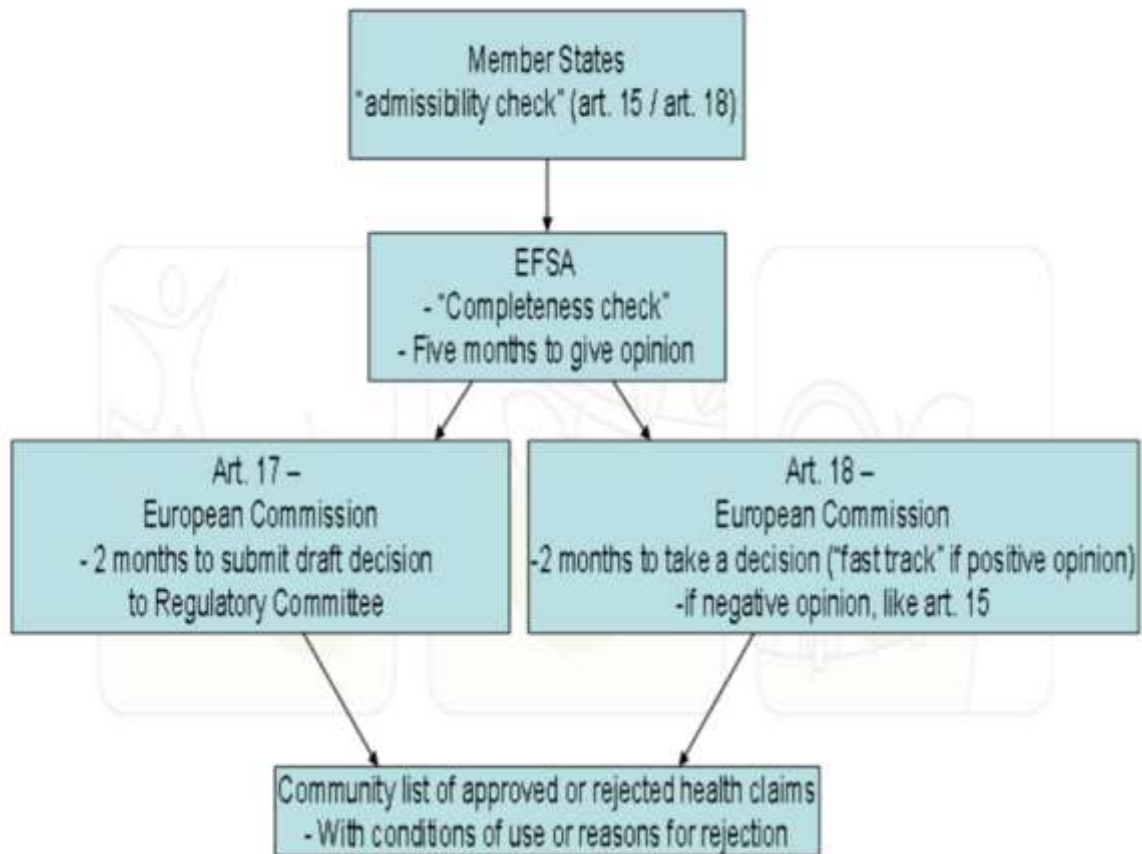 Member States
"admissibility check" (art. 15 / art. 18)
EFSA
- "Completeness check"
- Five months to give opinion
Art. 17 –
European Commission
- 2 months to submit draft decision
to Regulatory Committee
Art. 18 –
European Commission
-2 months to take a decision ("fast track" if positive opinion)
-if negative opinion, like art. 15
Community list of approved or rejected health claims
- With conditions of use or reasons for rejection